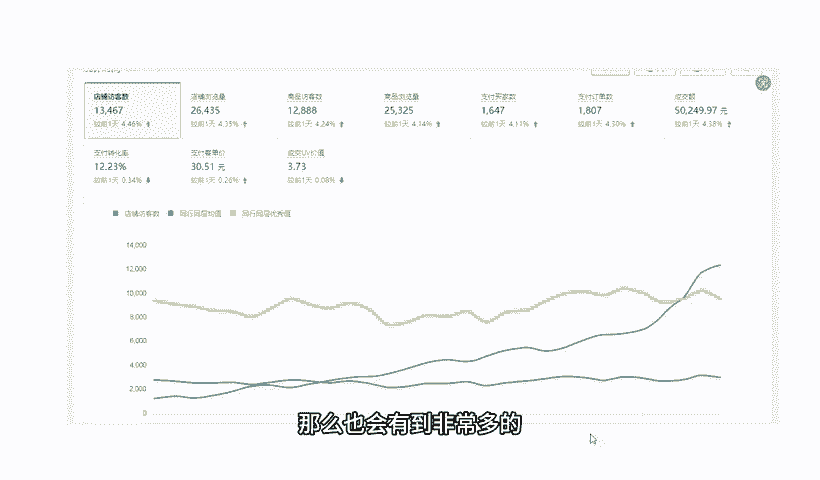 店铺访客数 店铺浏览量 商品访客数 商品浏览量 支付买家数 支付订单数 成交额
13,467 26,435 12,888 25,325 1,647 1,807 50,249.97 元
较前1天 4.46% 较前1天 4.35% 较前1天 4.24% 较前1天 4.14% 较前1天 4.11% 较前1天 4.30% 较前1天 4.38%
支付转化率 支付客单价 成交UV价值
12.23% 30.51 元 3.73
较前1天 0.34% 较前1天 0.26% 较前1天 0.08%
店铺访客数 同行同层均值 同行同层优秀值
14,000
12,000
10,000
8,000
6,000
4,000
2,000
0
那么也会有到非常多的